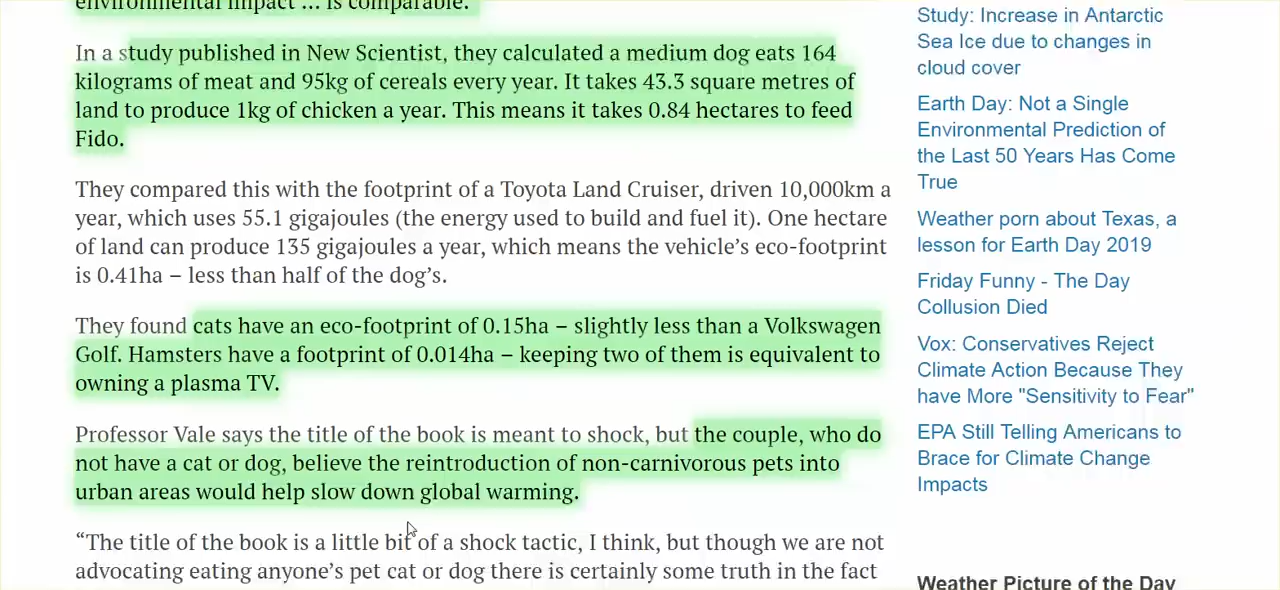 environmental impact … is comparable.
In a study published in New Scientist, they calculated a medium dog eats 164
kilograms of meat and 95kg of cereals every year. It takes 43.3 square metres of
land to produce 1kg of chicken a year. This means it takes 0.84 hectares to feed
Fido.
They compared this with the footprint of a Toyota Land Cruiser, driven 10,000km a
year, which uses 55.1 gigajoules (the energy used to build and fuel it). One hectare
of land can produce 135 gigajoules a year, which means the vehicle’s eco-footprint
is 0.41ha – less than half of the dog’s.
They found cats have an eco-footprint of 0.15ha – slightly less than a Volkswagen
Golf. Hamsters have a footprint of 0.014ha – keeping two of them is equivalent to
owning a plasma TV.
Professor Vale says the title of the book is meant to shock, but the couple, who do
not have a cat or dog, believe the reintroduction of non-carnivorous pets into
urban areas would help slow down global warming.
“The title of the book is a little bit of a shock tactic, I think, but though we are not
advocating eating anyone’s pet cat or dog there is certainly some truth in the fact
Study: Increase in Antarctic
Sea Ice due to changes in
cloud cover
Earth Day: Not a Single
Environmental Prediction of
the Last 50 Years Has Come
True
Weather porn about Texas, a
lesson for Earth Day 2019
Friday Funny - The Day
Collusion Died
Vox: Conservatives Reject
Climate Action Because They
have More "Sensitivity to Fear"
EPA Still Telling Americans to
Brace for Climate Change
Impacts
Weather Picture of the Day